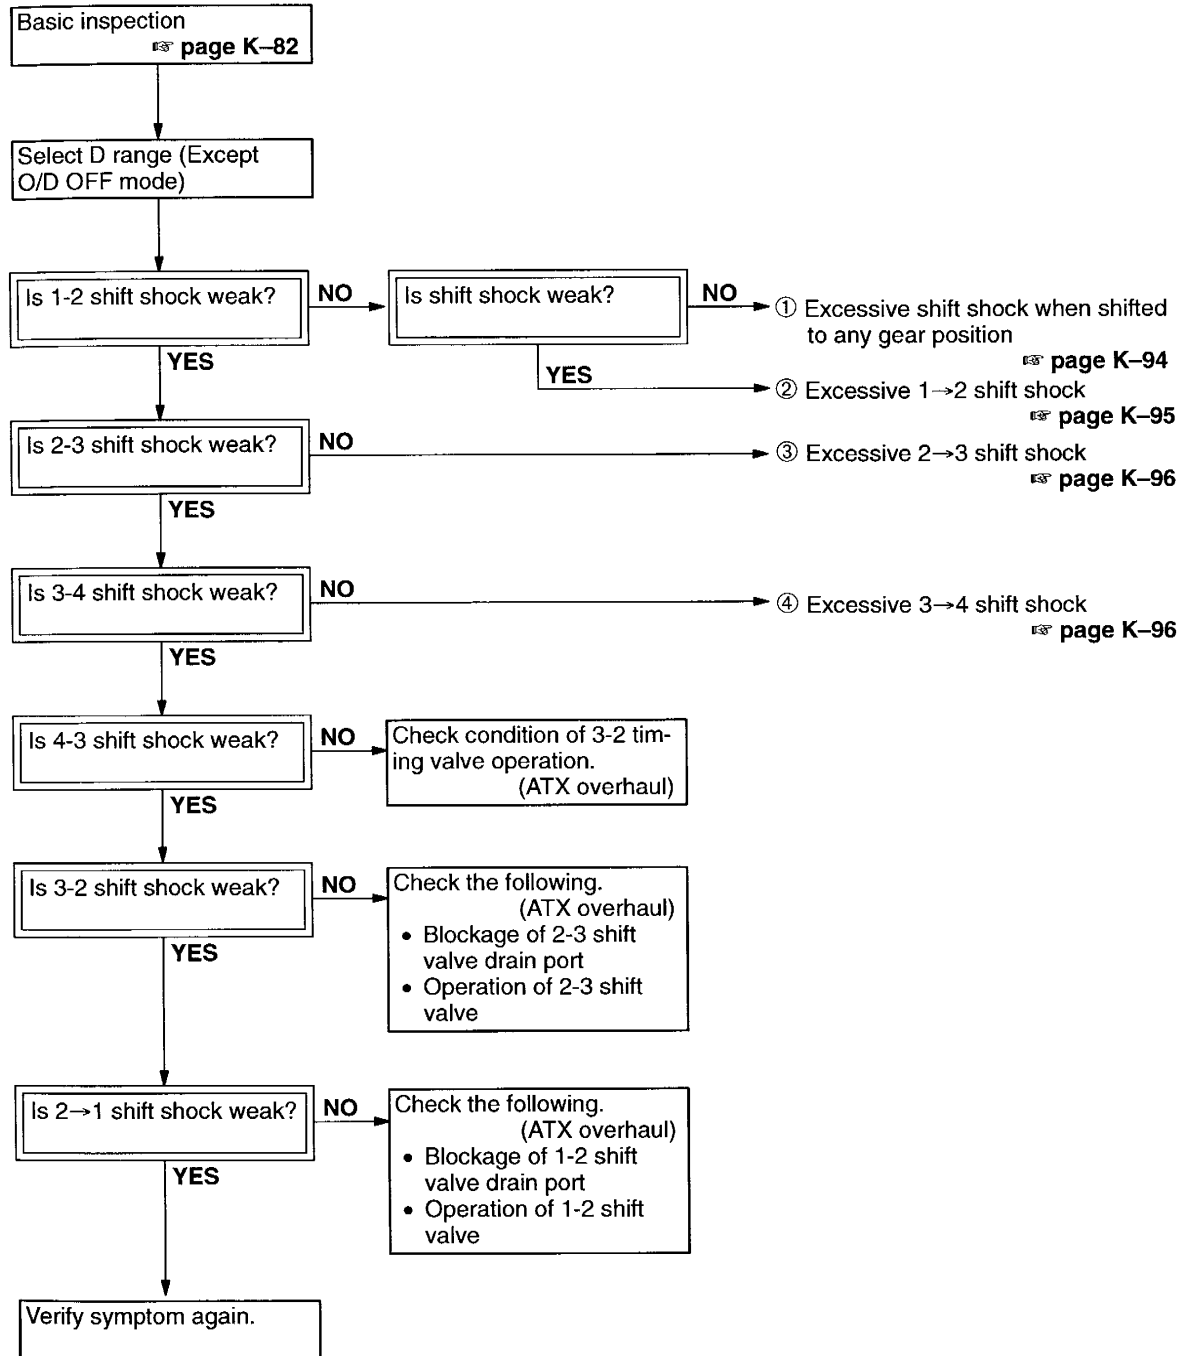 Basic inspection
☞ page K–82
Select D range (Except
O/D OFF mode)
Is 1-2 shift shock weak?
NO
Is shift shock weak?
NO
① Excessive shift shock when shifted
to any gear position
☞ page K–94
YES
YES
② Excessive 1→2 shift shock
☞ page K–95
Is 2-3 shift shock weak?
NO
③ Excessive 2→3 shift shock
☞ page K–96
YES
Is 3-4 shift shock weak?
NO
④ Excessive 3→4 shift shock
☞ page K–96
YES
Is 4-3 shift shock weak?
NO
Check condition of 3-2 tim-
ing valve operation.
(ATX overhaul)
YES
Is 3-2 shift shock weak?
NO
Check the following.
(ATX overhaul)
• Blockage of 2-3 shift
valve drain port
• Operation of 2-3 shift
valve
YES
Is 2→1 shift shock weak?
NO
Check the following.
(ATX overhaul)
• Blockage of 1-2 shift
valve drain port
• Operation of 1-2 shift
valve
YES
Verify symptom again.